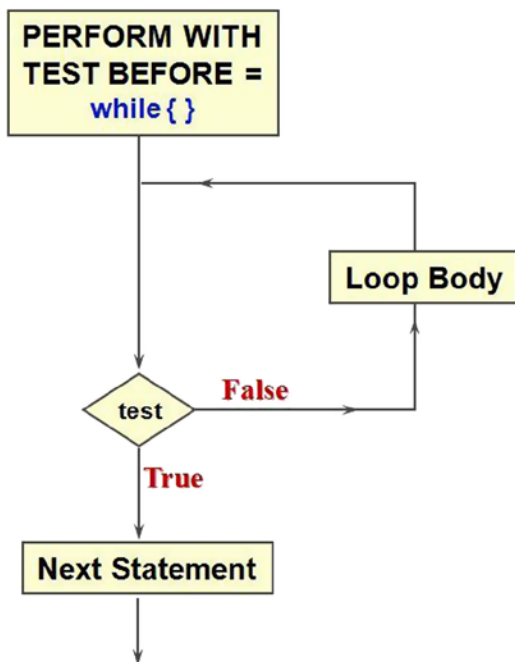 PERFORM WITH
TEST BEFORE =
while { }
Loop Body
test
False
True
Next Statement